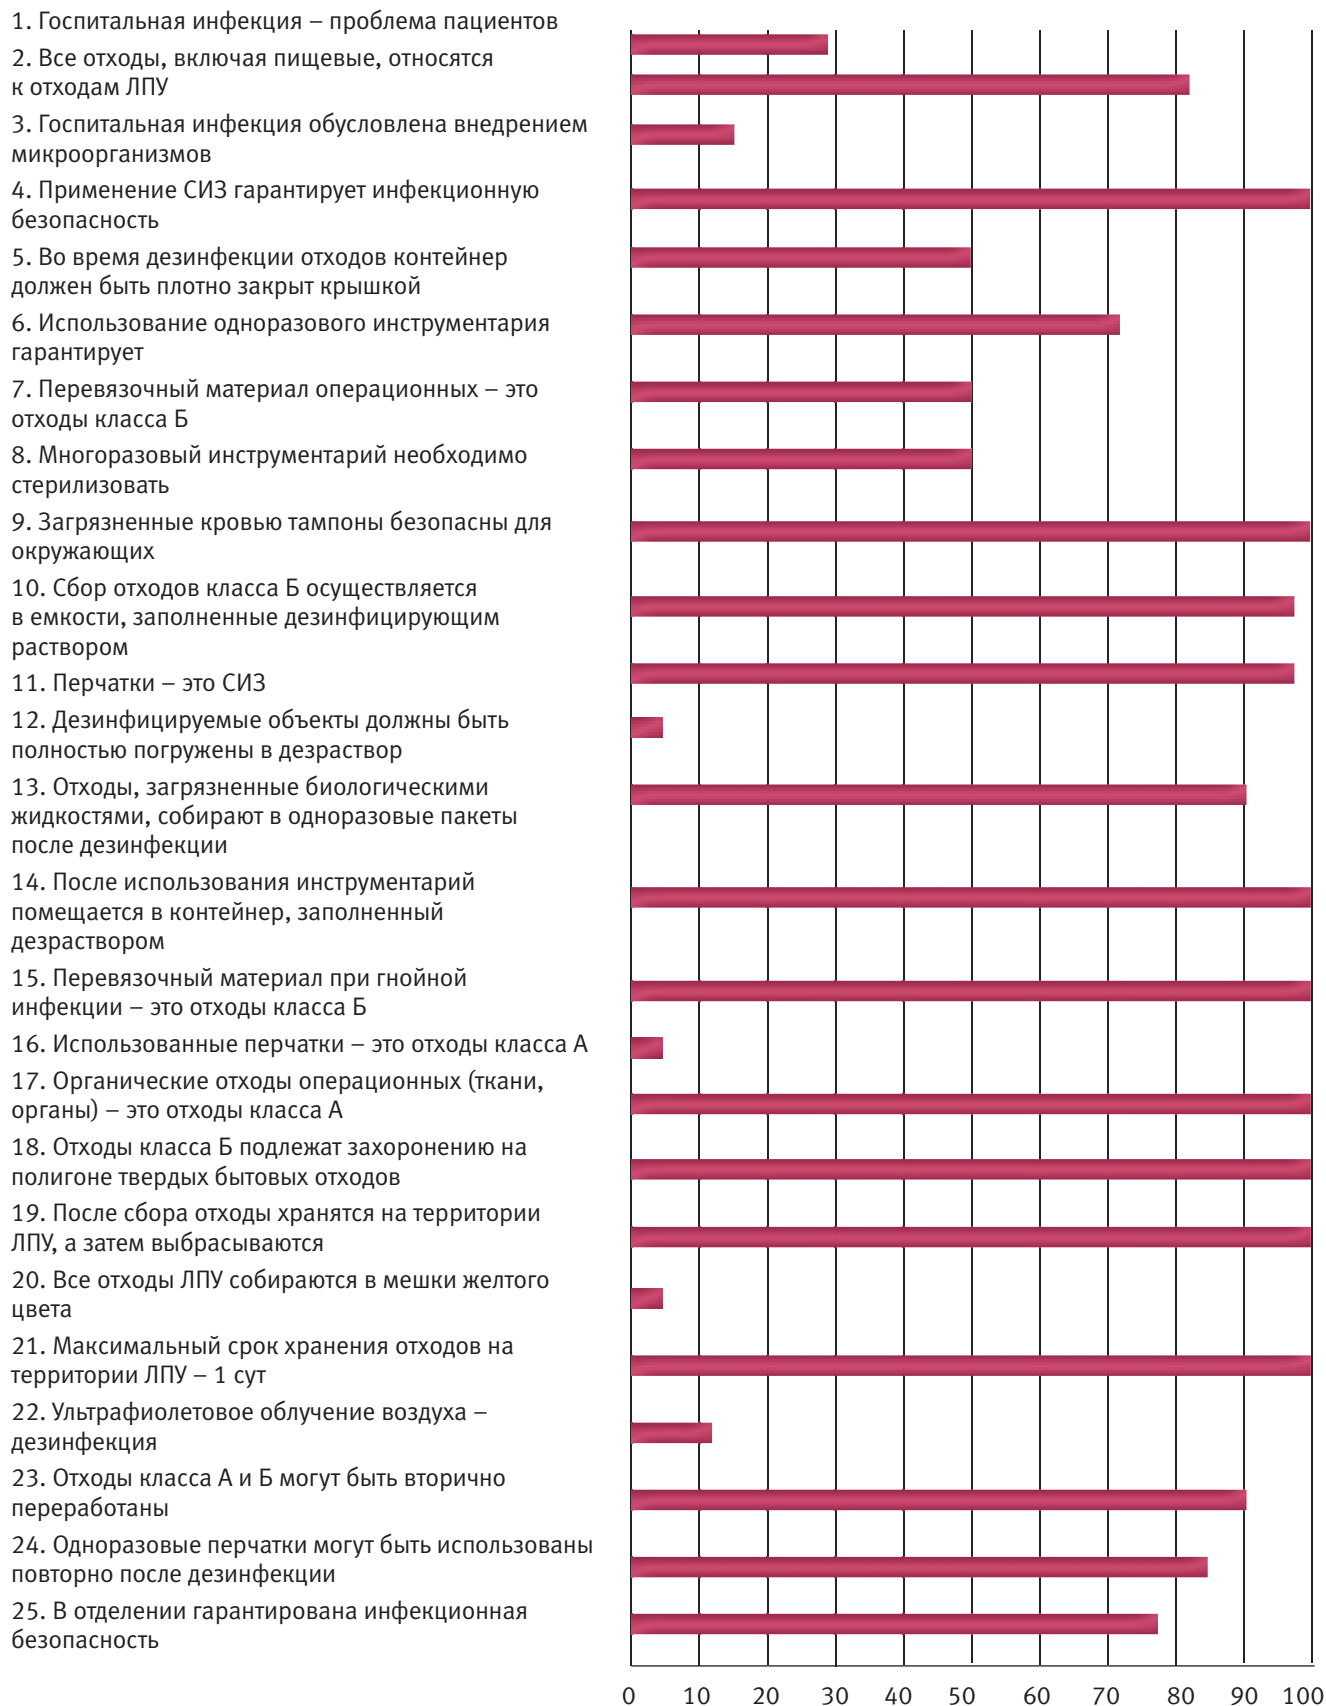 1. Госпитальная инфекция – проблема пациентов
2. Все отходы, включая пищевые, относятся
к отходам ЛПУ
3. Госпитальная инфекция обусловлена внедрением
микроорганизмов
4. Применение СИЗ гарантирует инфекционную
безопасность
5. Во время дезинфекции отходов контейнер
должен быть плотно закрыт крышкой
6. Использование одноразового инструментария
гарантирует
7. Перевязочный материал операционных – это
отходы класса Б
8. Многоразовый инструментарий необходимо
стерилизовать
9. Загрязненные кровью тампоны безопасны для
окружающих
10. Сбор отходов класса Б осуществляется
в емкости, заполненные дезинфицирующим
раствором
11. Перчатки – это СИЗ
12. Дезинфицируемые объекты должны быть
полностью погружены в дезраствор
13. Отходы, загрязненные биологическими
жидкостями, собирают в одноразовые пакеты
после дезинфекции
14. После использования инструментарий
помещается в контейнер, заполненный
дезраствором
15. Перевязочный материал при гнойной
инфекции – это отходы класса Б
16. Использованные перчатки – это отходы класса А
17. Органические отходы операционных (ткани,
органы) – это отходы класса А
18. Отходы класса Б подлежат захоронению на
полигоне твердых бытовых отходов
19. После сбора отходы хранятся на территории
ЛПУ, а затем выбрасываются
20. Все отходы ЛПУ собираются в мешки желтого
цвета
21. Максимальный срок хранения отходов на
территории ЛПУ – 1 сут
22. Ультрафиолетовое облучение воздуха –
дезинфекция
23. Отходы класса А и Б могут быть вторично
переработаны
24. Одноразовые перчатки могут быть использованы
повторно после дезинфекции
25. В отделении гарантирована инфекционная
безопасность
0 10 20 30 40 50 60 70 80 90 100